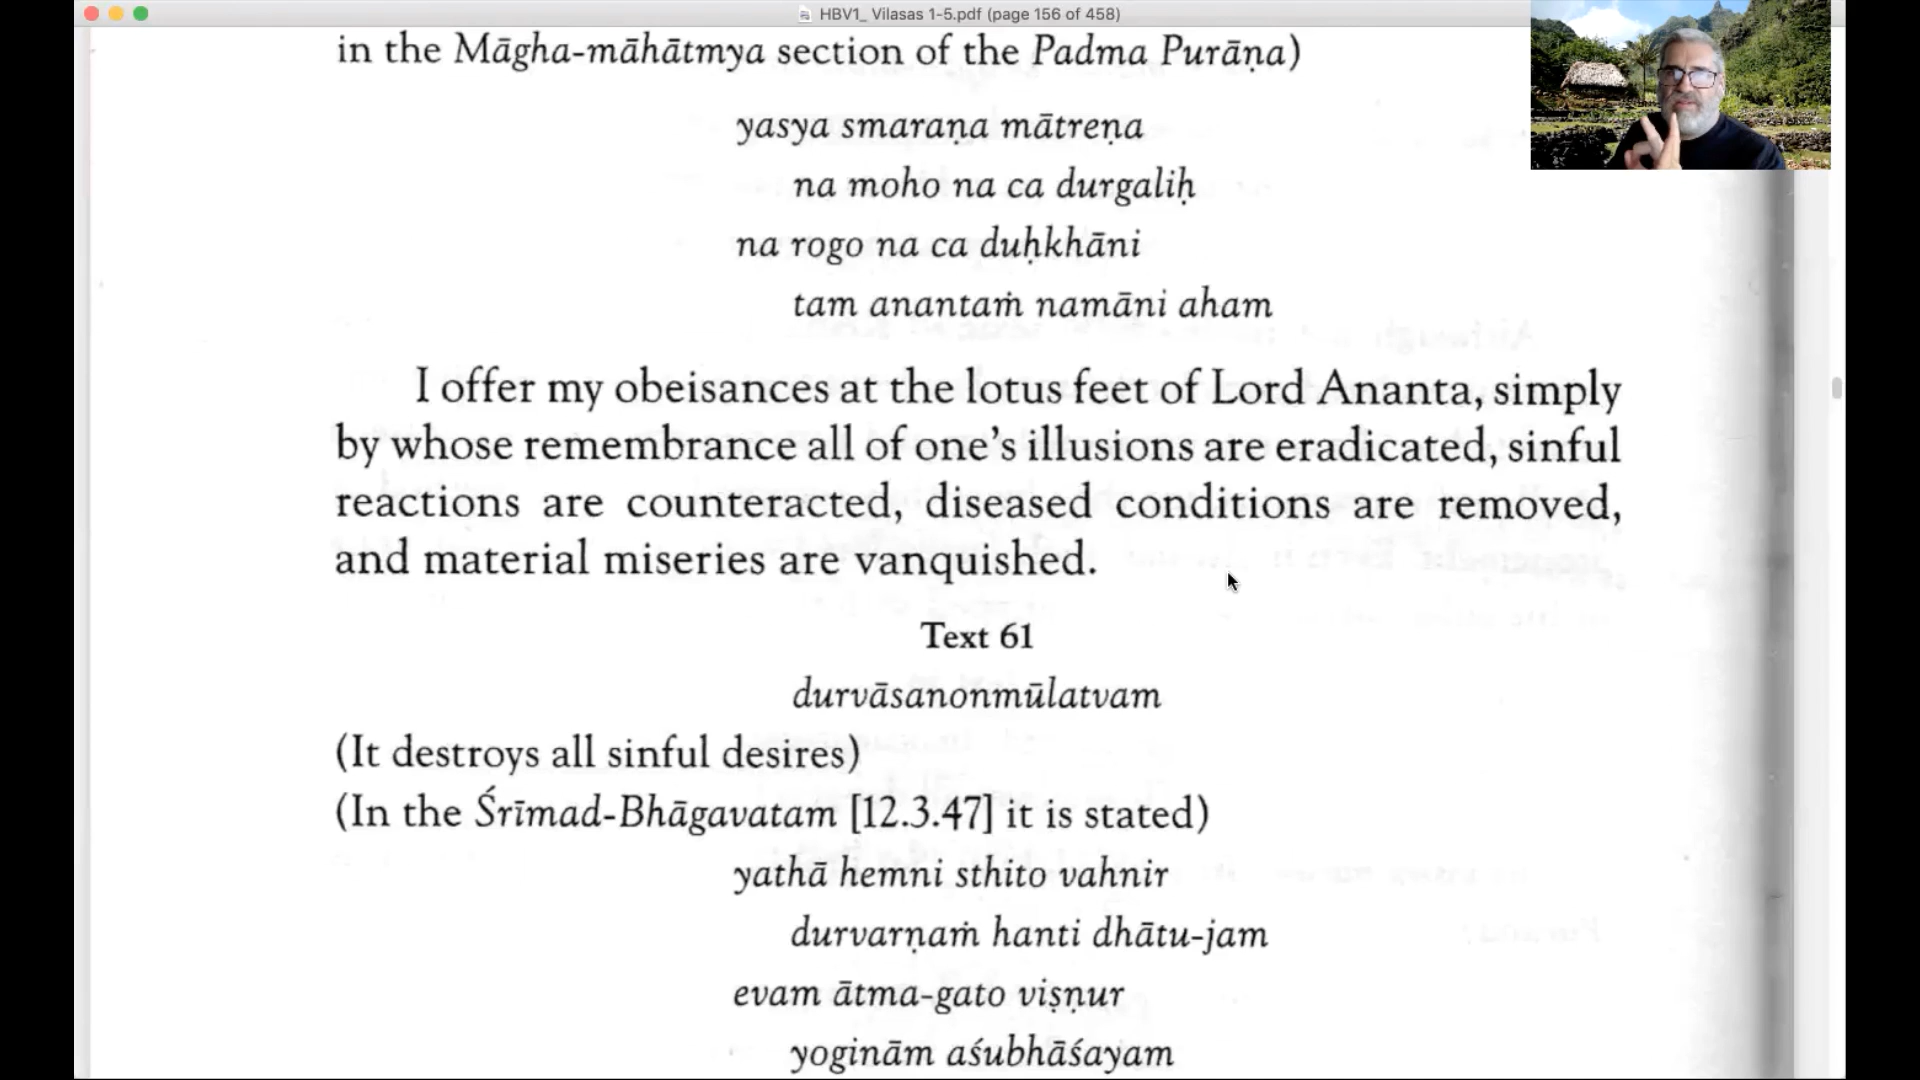 HBV1_ Vilasas 1-5.pdf (page 156 of 458)
in the Māgha-māhātmya section of the Padma Purāṇa)
yasya smaraṇa mātreṇa
na moho na ca durgaliḥ
na rogo na ca duḥkhāni
tam anantaṁ namāni aham
I offer my obeisances at the lotus feet of Lord Ananta, simply
by whose remembrance all of one’s illusions are eradicated, sinful
reactions are counteracted, diseased conditions are removed,
and material miseries are vanquished.
Text 61
durvāsanonmūlatvam
(It destroys all sinful desires)
(In the Śrīmad-Bhāgavatam [12.3.47] it is stated)
yathā hemni sthito vahnir
durvarṇaṁ hanti dhātu-jam
evam ātma-gato viṣṇur
yoginām aśubhāśayam